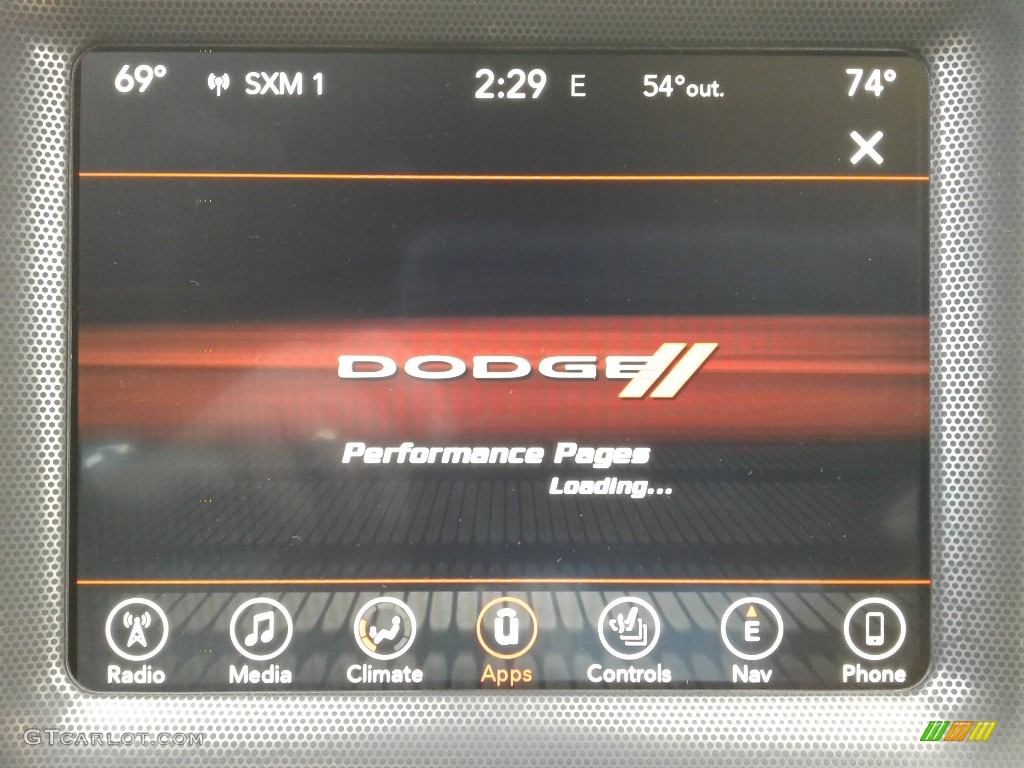 69° SXM 1 2:29 E 54°out. 74°
DODGE
Performance Pages
Loading...
E
Radio Media Climate Apps Controls Nav Phone
GTCARLOT.COM